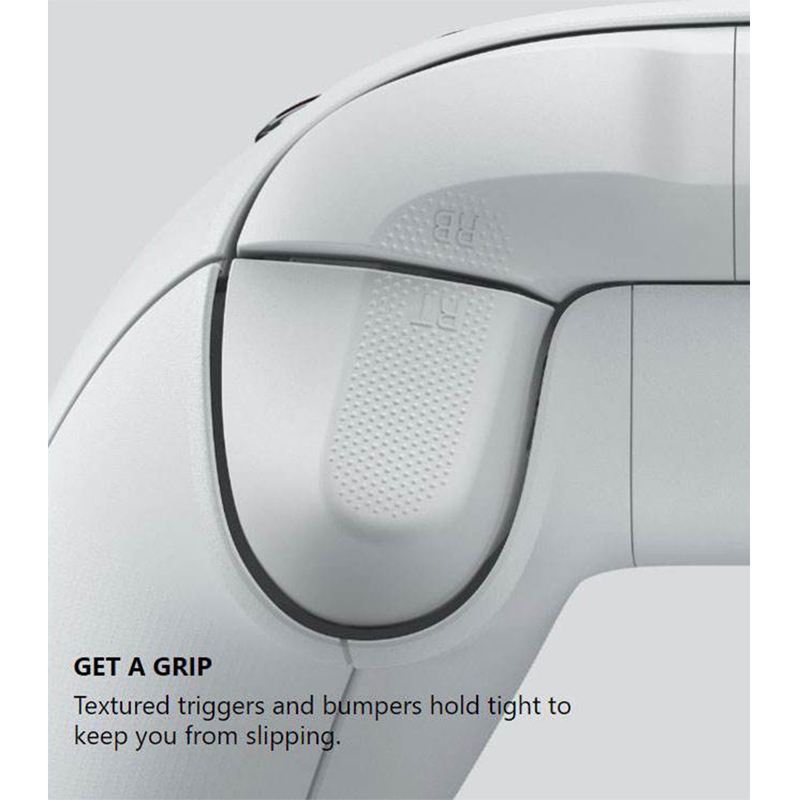 RB
RT
GET A GRIP
Textured triggers and bumpers hold tight to
keep you from slipping.